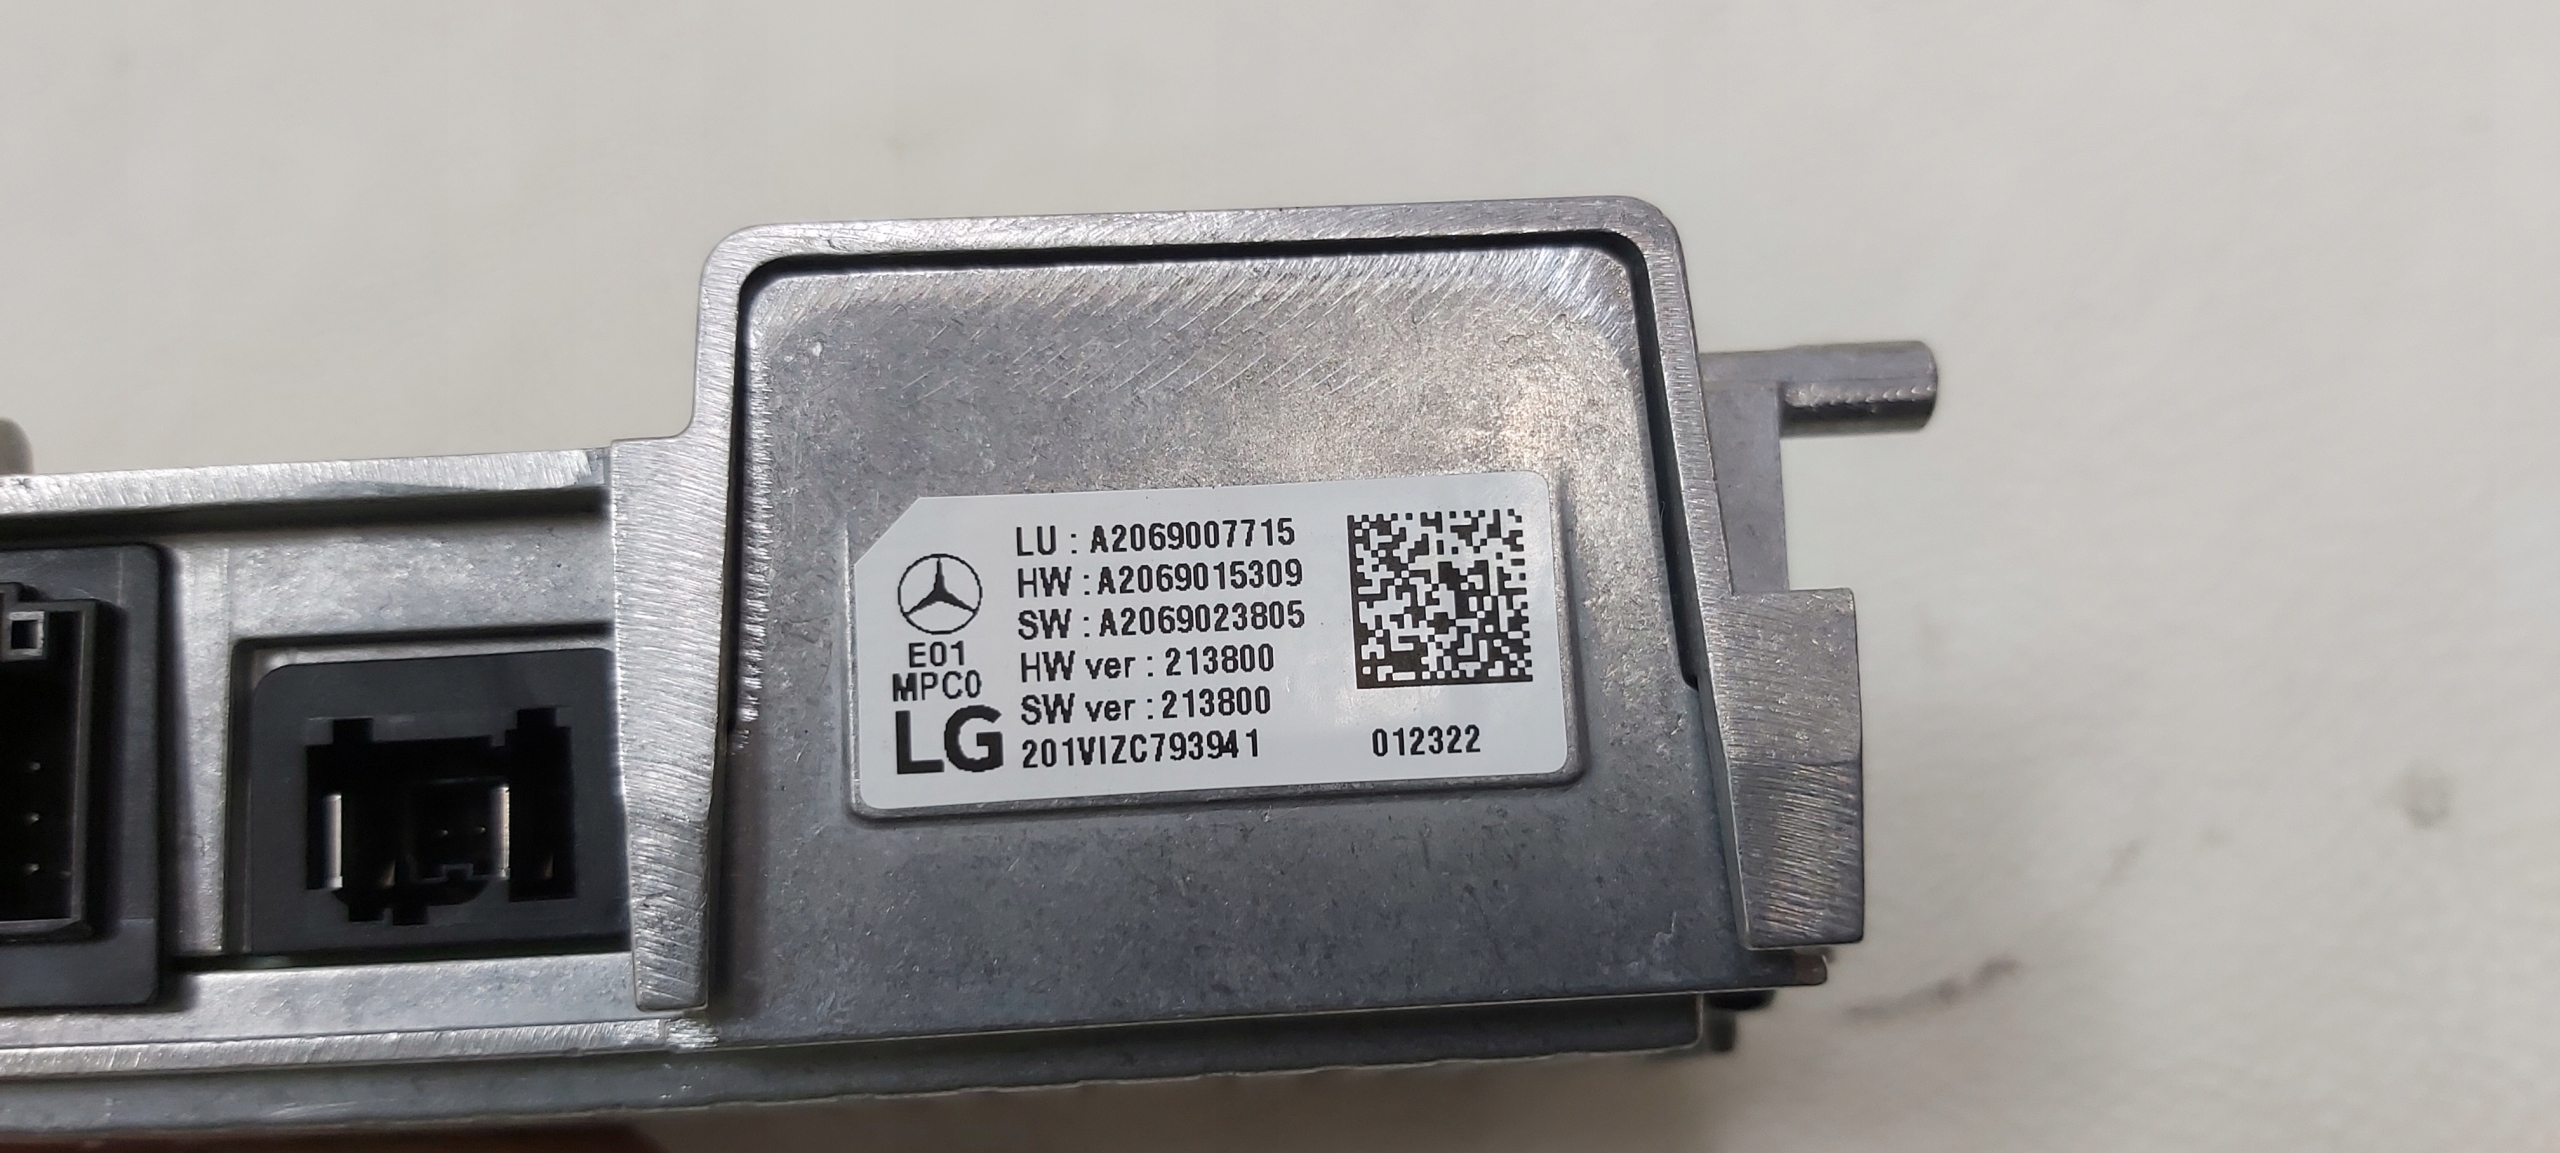 LU : A2069007715
HW : A2069015309
SW : A2069023805
E01
HW ver : 213800
MPC0
SW ver : 213800
LG
201VIZC793941
012322